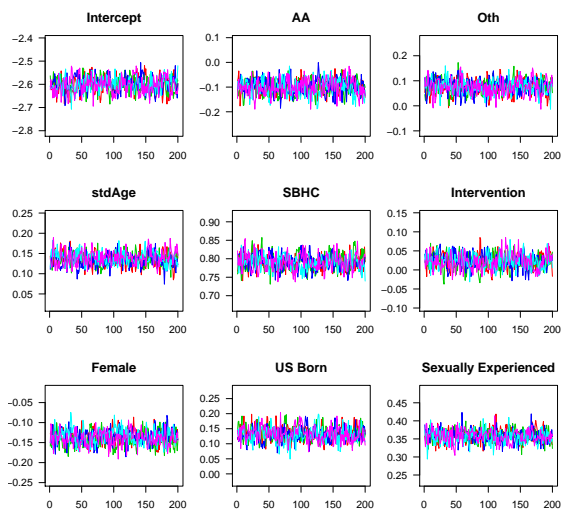 Intercept
AA
Oth
−2.4
−2.5
−2.6
−2.7
−2.8
0.1
0.0
−0.1
−0.2
0.2
0.1
0.0
−0.1
0 50 100 150 200
0 50 100 150 200
0 50 100 150 200
stdAge
SBHC
Intervention
0.25
0.20
0.15
0.10
0.05
0.90
0.85
0.80
0.75
0.70
0.15
0.10
0.05
0.00
−0.05
−0.10
0 50 100 150 200
0 50 100 150 200
0 50 100 150 200
Female
US Born
Sexually Experienced
−0.05
−0.10
−0.15
−0.20
−0.25
0.25
0.20
0.15
0.10
0.05
0.00
0.45
0.40
0.35
0.30
0.25
0 50 100 150 200
0 50 100 150 200
0 50 100 150 200